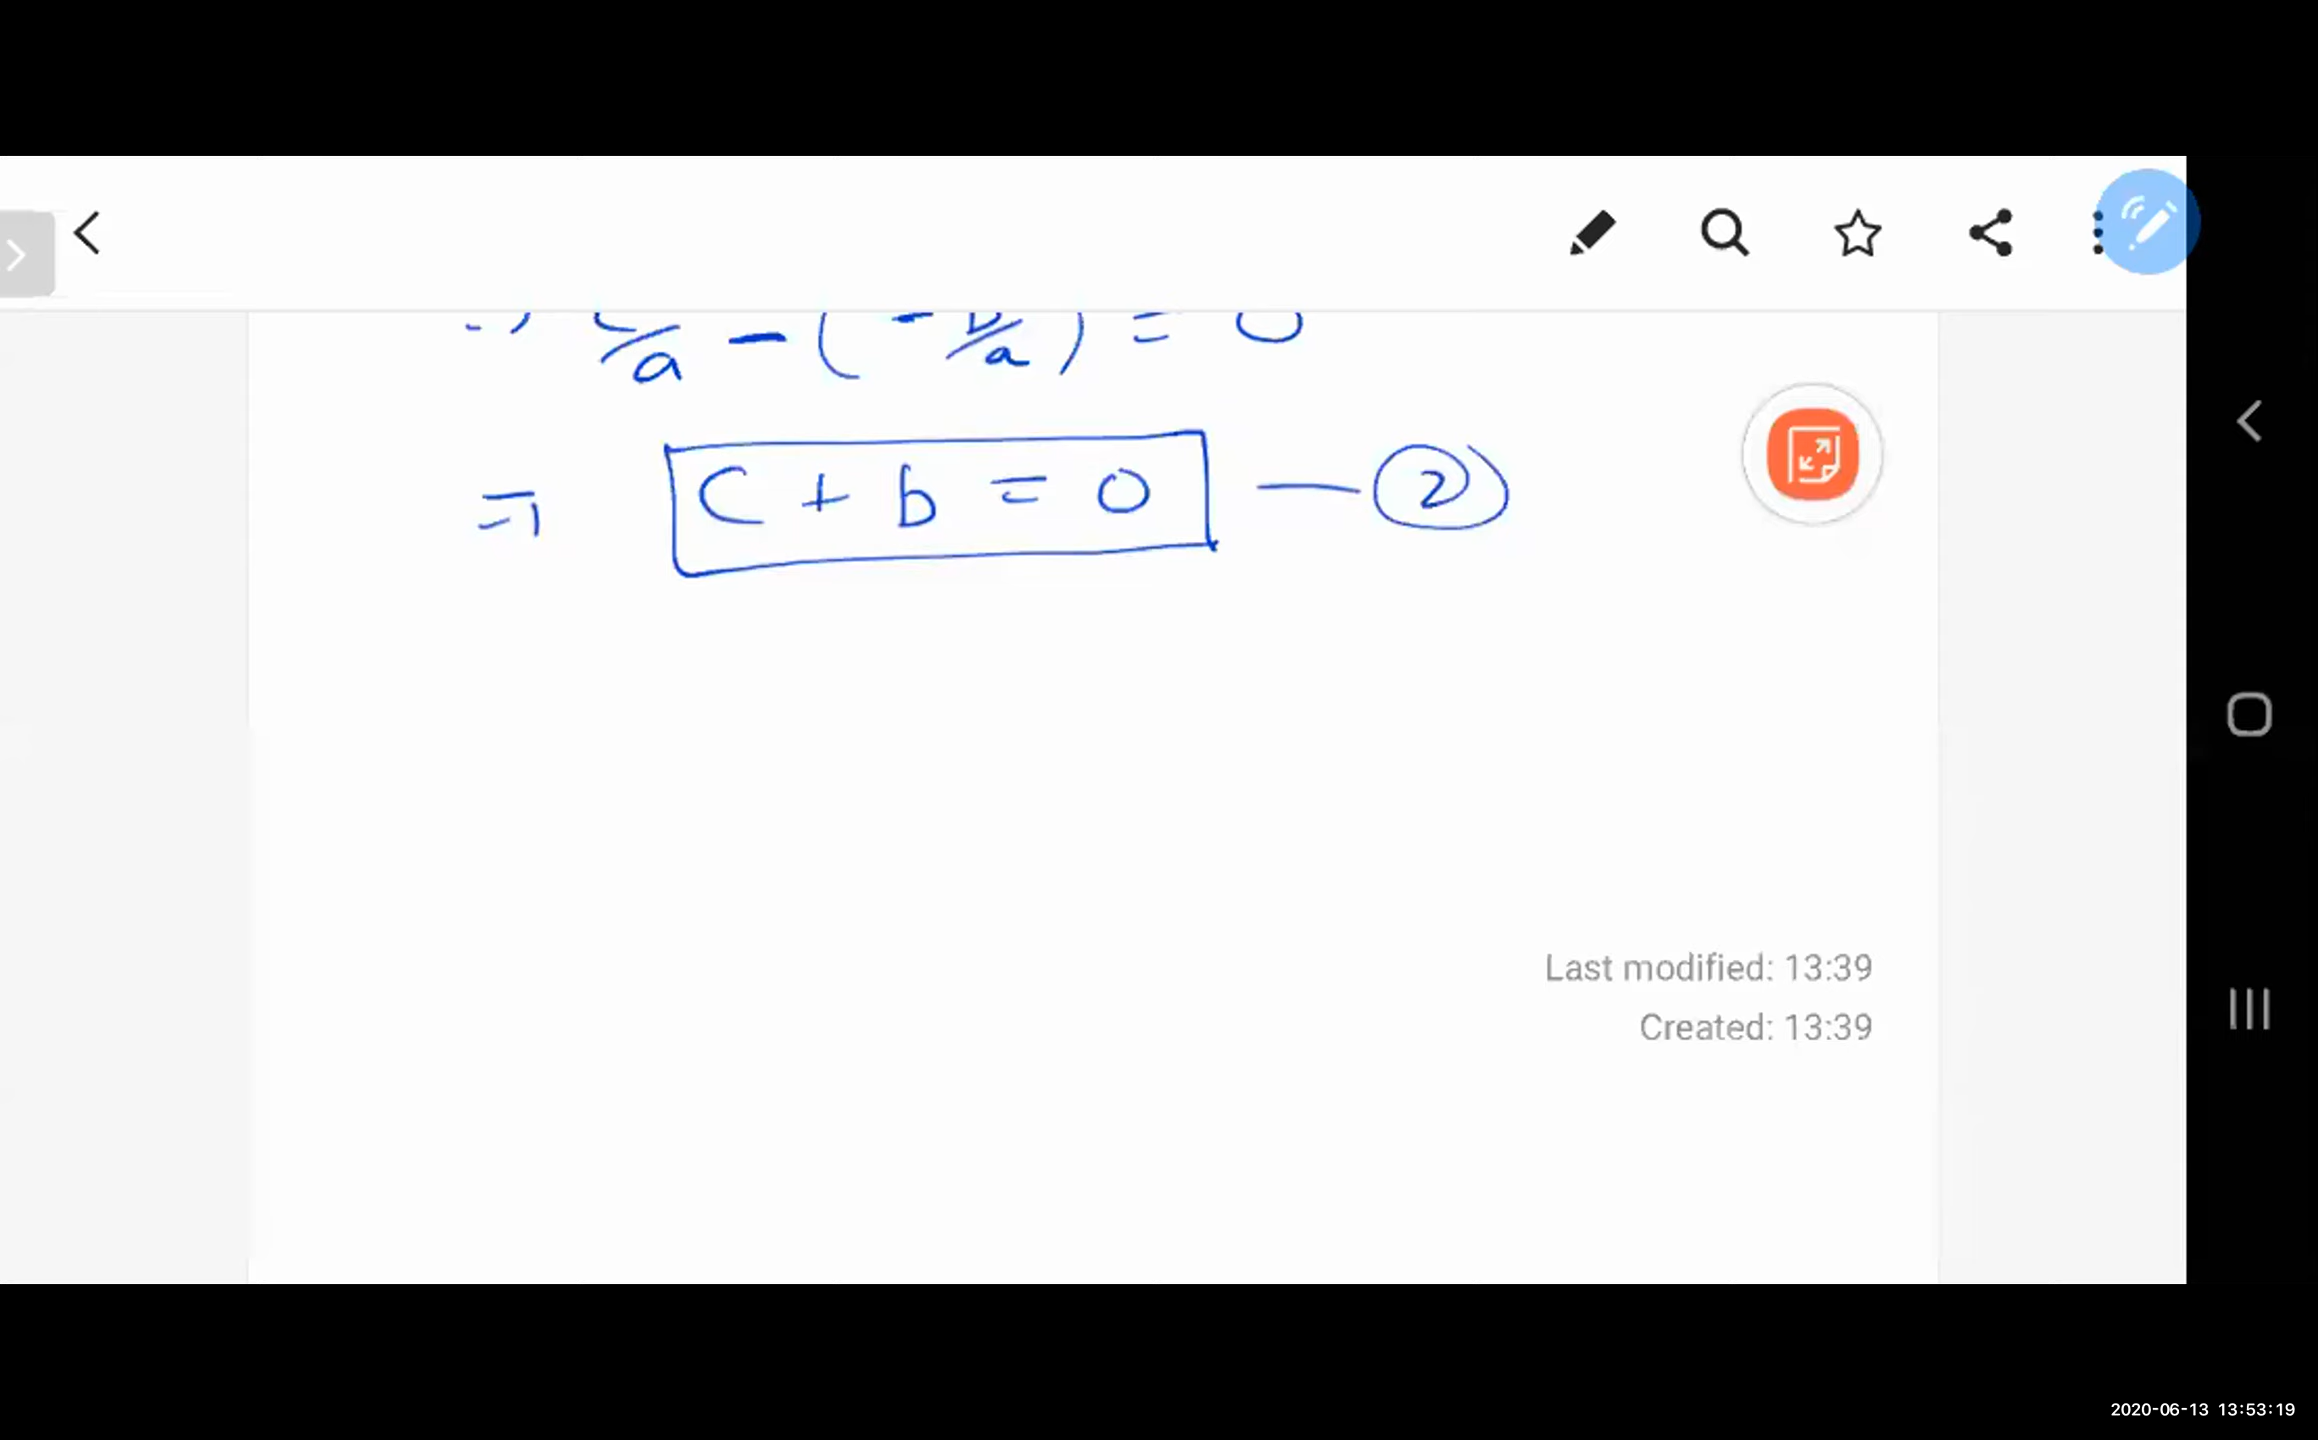 ⇒ c/a - (-b/a) = 0
⇒ C + b = 0 — ②
Last modified: 13:39
Created: 13:39
2020-06-13 13:53:19